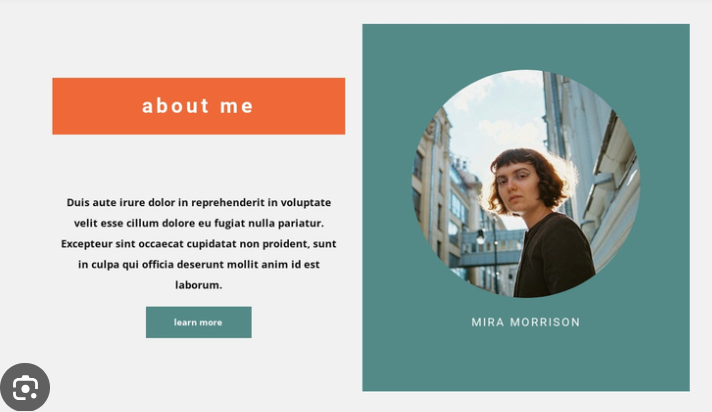 about me
Duis aute irure dolor in reprehenderit in voluptate
velit esse cillum dolore eu fugiat nulla pariatur.
Excepteur sint occaecat cupidatat non proident, sunt
in culpa qui officia deserunt mollit anim id est
laborum.
learn more
MIRA MORRISON